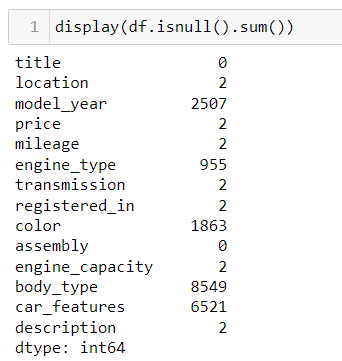 1 display(df.isnull().sum())
title 0
location 2
model_year 2507
price 2
mileage 2
engine_type 955
transmission 2
registered_in 2
color 1863
assembly 0
engine_capacity 2
body_type 8549
car_features 6521
description 2
dtype: int64